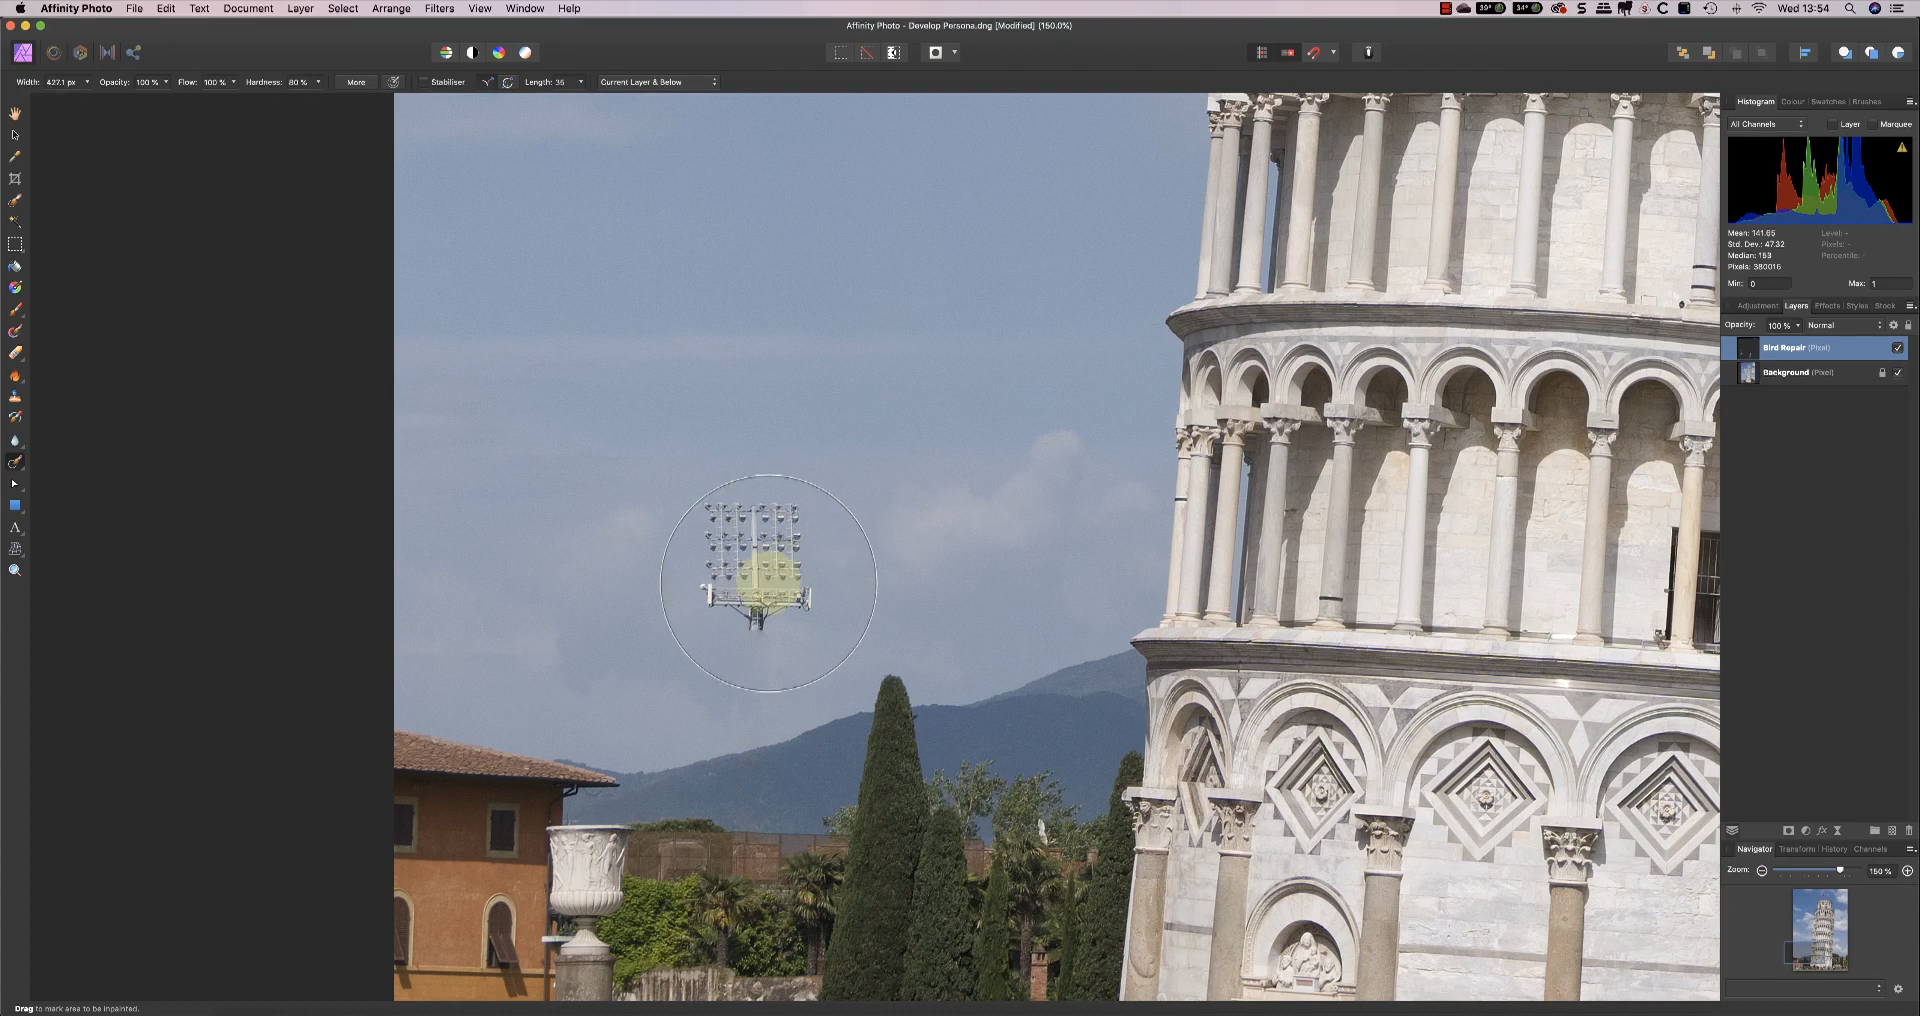 Affinity Photo File Edit Text Document Layer Select Arrange Filters View Window Help 39° 34° Wed 13:54
Affinity Photo - Develop Persona.dng [Modified] (150.0%)
Width: 427.1 px Opacity: 100 % Flow: 100 % Hardness: 80 % More Stabiliser Length: 35 Current Layer & Below
Histogram Colour Swatches Brushes
All Channels Layer Marquee
Mean: 141.65 Level: -
Std. Dev.: 47.32 Pixels: -
Median: 153 Percentile: -
Pixels: 380016
Min: 0 Max: 1
Adjustment Layers Effects Styles Stock
Opacity: 100 % Normal
Bird Repair (Pixel)
Background (Pixel)
Navigator Transform History Channels
Zoom: 150 %
Drag to mark area to be inpainted.